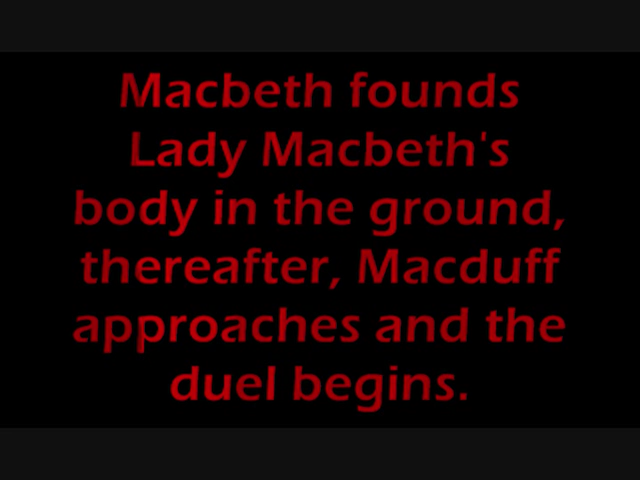 Macbeth founds
Lady Macbeth's
body in the ground,
thereafter, Macduff
approaches and the
duel begins.